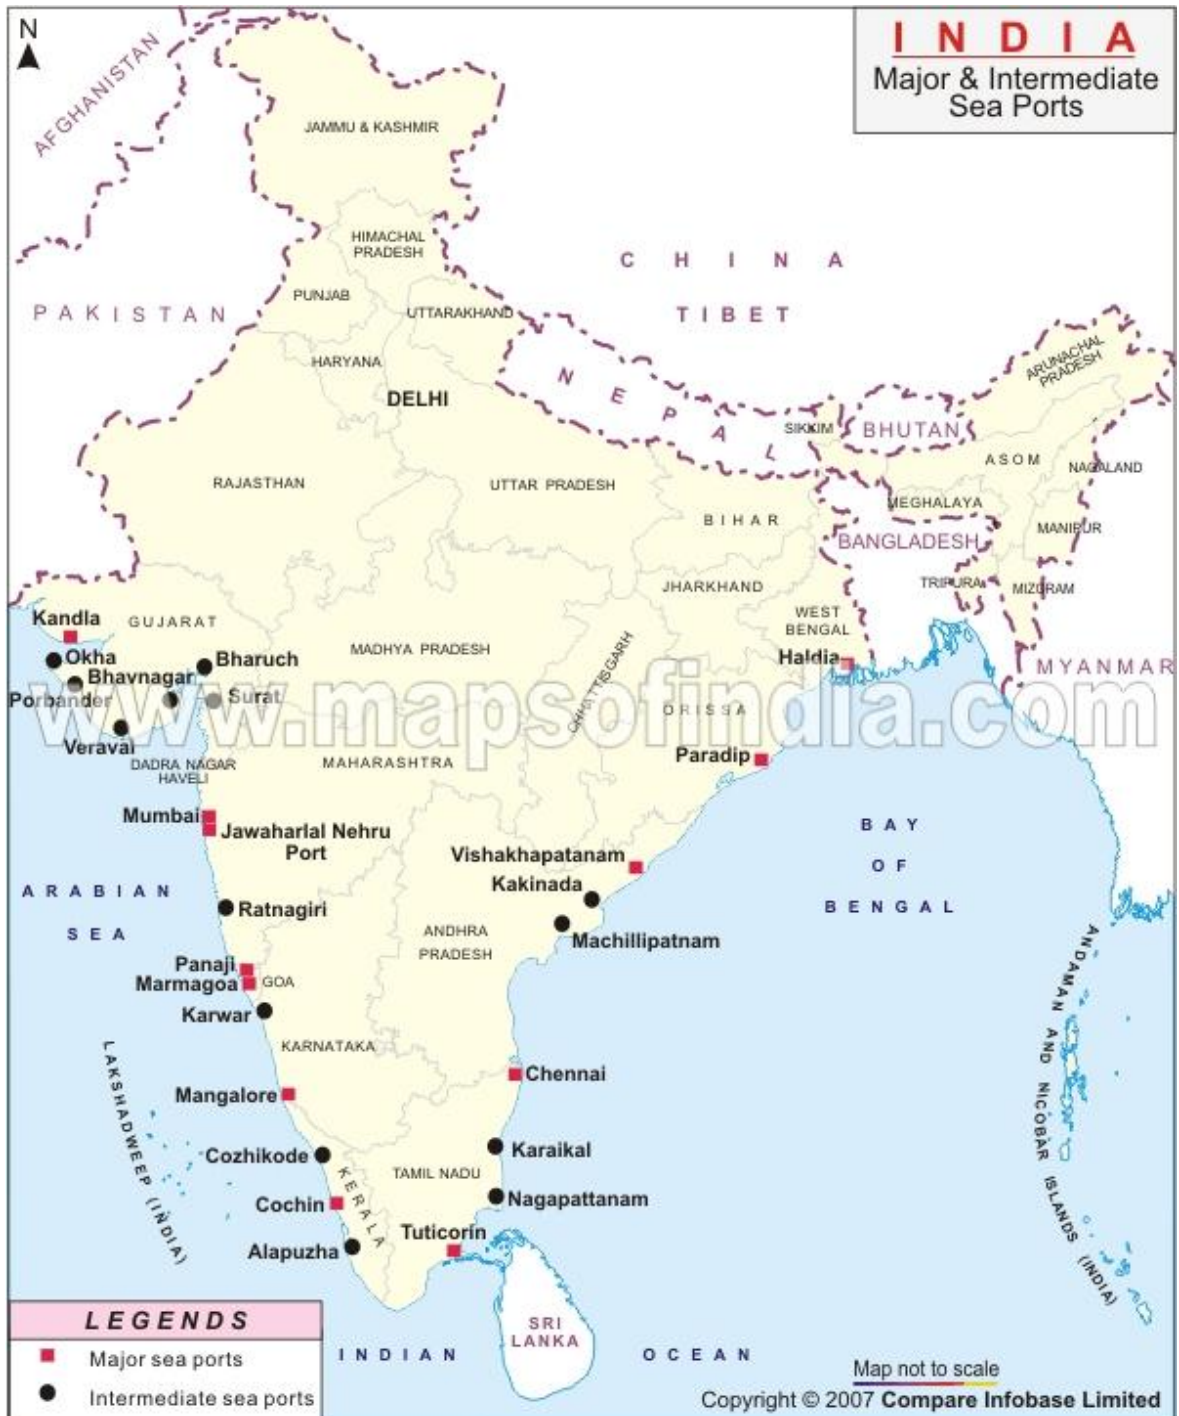 N
I N D I A
Major & Intermediate
Sea Ports
AFGHANISTAN
JAMMU & KASHMIR
HIMACHAL
PRADESH
C H I N A
TIBET
PAKISTAN
PUNJAB
UTTARAKHAND
HARYANA
DELHI
NEPAL
SIKKIM
BHUTAN
ARUNACHAL
PRADESH
ASOM
NAGALAND
RAJASTHAN
UTTAR PRADESH
BIHAR
MEGHALAYA
MANIPUR
BANGLADESH
TRIPURA
MIZORAM
JHARKHAND
WEST
BENGAL
Kandla
GUJARAT
MADHYA PRADESH
CHHATTISGARH
Haldia
MYANMAR
Okha
Bhavnagar
Bharuch
Porbander
Surat
www.mapsofindia.com
ORISSA
Veraval
DADRA NAGAR
HAVELI
MAHARASHTRA
Paradip
Mumbai
Jawaharlal Nehru
Port
Vishakhapatanam
Kakinada
BAY
OF
BENGAL
ARABIAN
SEA
Ratnagiri
ANDHRA
PRADESH
Machillipatnam
Panaji
Marmagoa
GOA
Karwar
KARNATAKA
Chennai
LAKSHADWEEP (INDIA)
ANDAMAN AND NICOBAR ISLANDS (INDIA)
Mangalore
Cozhikode
Karaikal
KERALA
TAMIL NADU
Cochin
Nagapattanam
Tuticorin
Alapuzha
LEGENDS
Major sea ports
Intermediate sea ports
SRI
LANKA
INDIAN OCEAN
Map not to scale
Copyright © 2007 Compare Infobase Limited